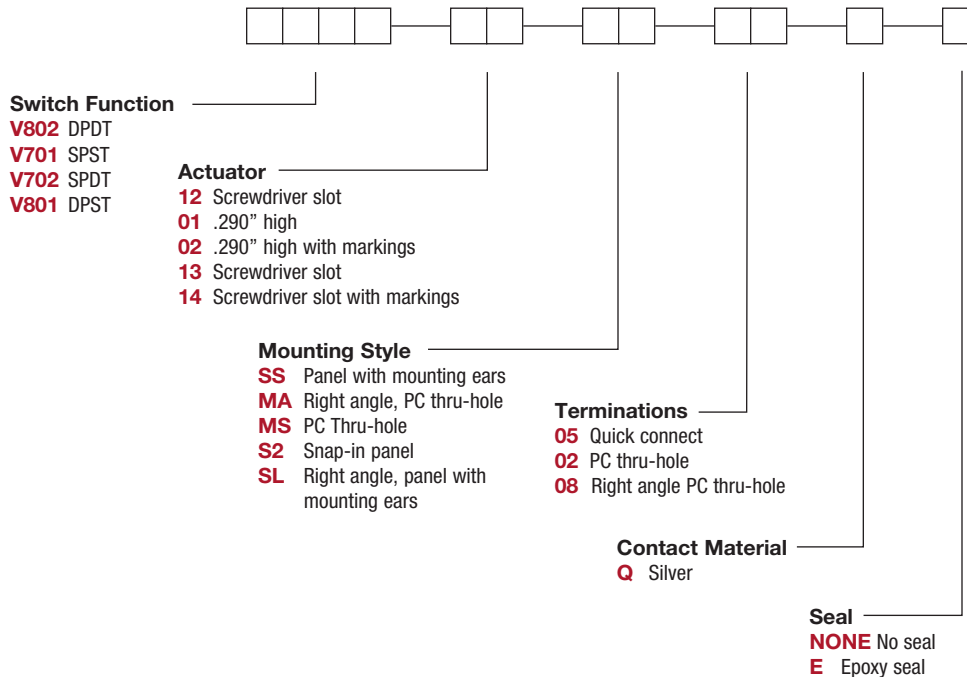 Switch Function
V802 DPDT
V701 SPST
V702 SPDT
V801 DPST
Actuator
12 Screwdriver slot
01 .290” high
02 .290” high with markings
13 Screwdriver slot
14 Screwdriver slot with markings
Mounting Style
SS Panel with mounting ears
MA Right angle, PC thru-hole
MS PC Thru-hole
S2 Snap-in panel
SL Right angle, panel with
mounting ears
Terminations
05 Quick connect
02 PC thru-hole
08 Right angle PC thru-hole
Contact Material
Q Silver
Seal
NONE No seal
E Epoxy seal